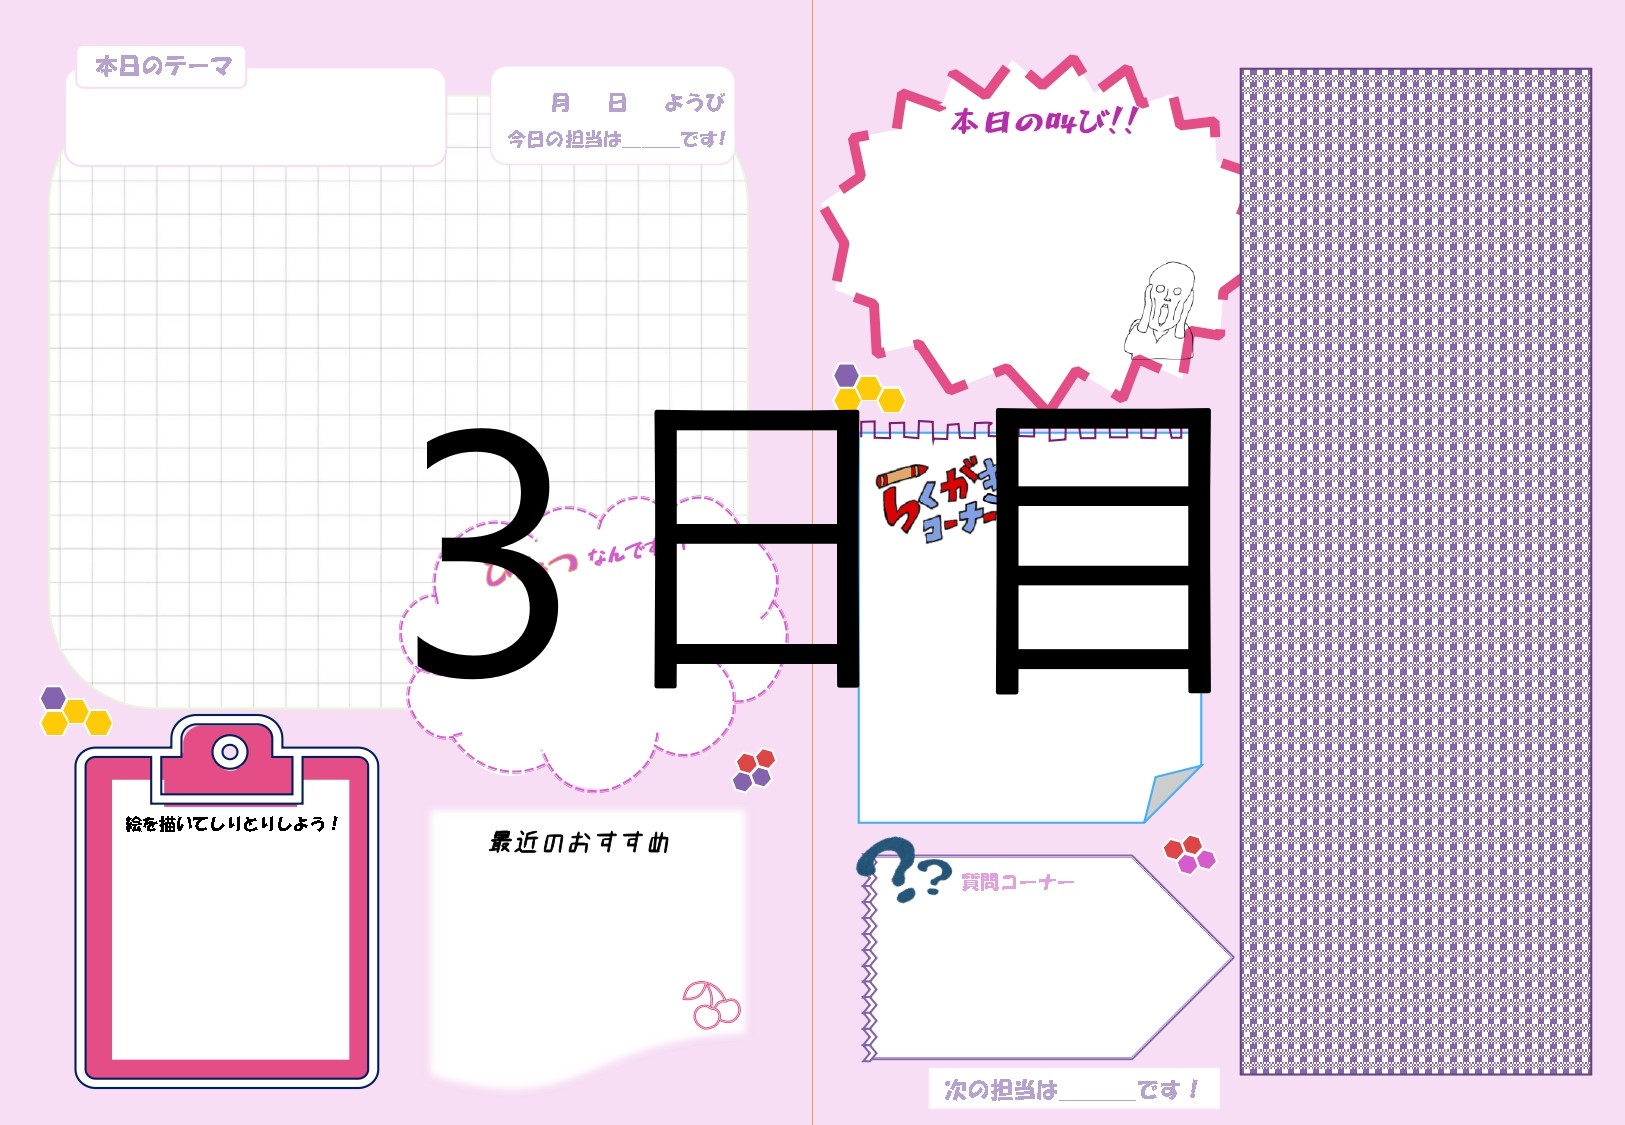 本日のテーマ
月 日 ようび
今日の担当は______です!
本日の叫び!!
3日目
なんです
らくがき
コーナー
絵を描いてしりとりしよう!
最近のおすすめ
??
質問コーナー
次の担当は______です!